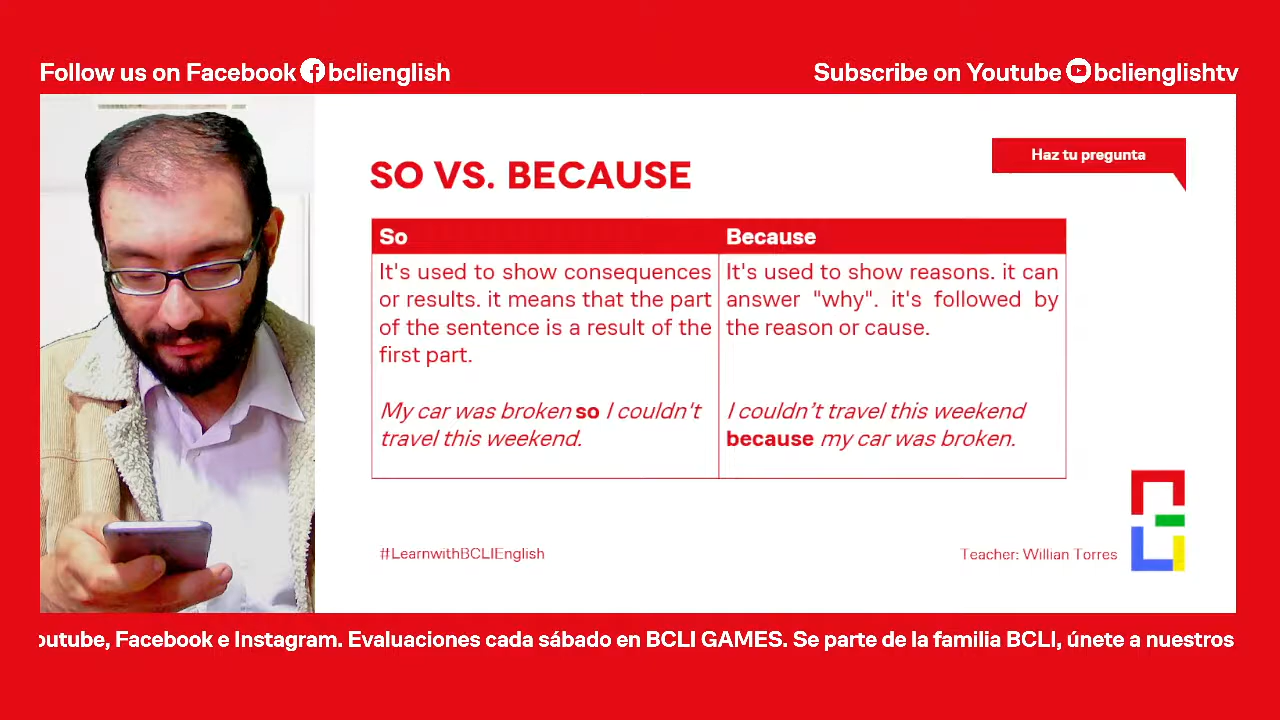 Follow us on Facebook bclienglish
Subscribe on Youtube bclienglishtv
Haz tu pregunta
SO VS. BECAUSE
So
It's used to show consequences
or results. it means that the part
of the sentence is a result of the
first part.
My car was broken so I couldn't
travel this weekend.
Because
It's used to show reasons. it can
answer "why". it's followed by
the reason or cause.
I couldn’t travel this weekend
because my car was broken.
#LearnwithBCLIEnglish
Teacher: Willian Torres
outube, Facebook e Instagram. Evaluaciones cada sábado en BCLI GAMES. Se parte de la familia BCLI, únete a nuestros